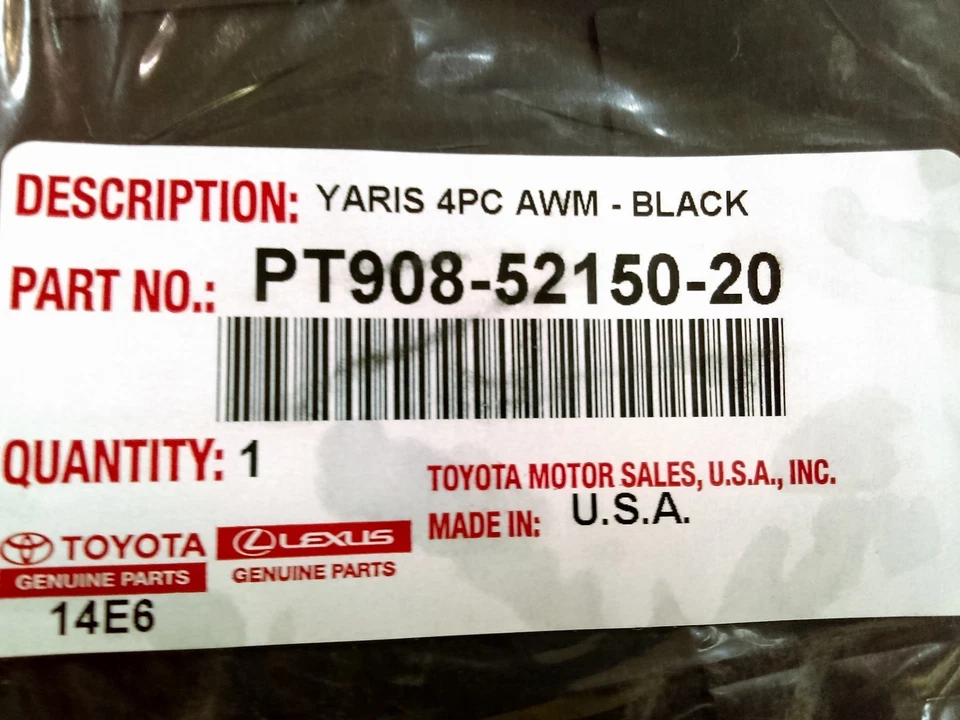 DESCRIPTION: YARIS 4PC AWM - BLACK
PART NO.: PT908-52150-20
QUANTITY: 1
TOYOTA MOTOR SALES, U.S.A., INC.
MADE IN: U.S.A.
TOYOTA
GENUINE PARTS
LEXUS
GENUINE PARTS
14E6